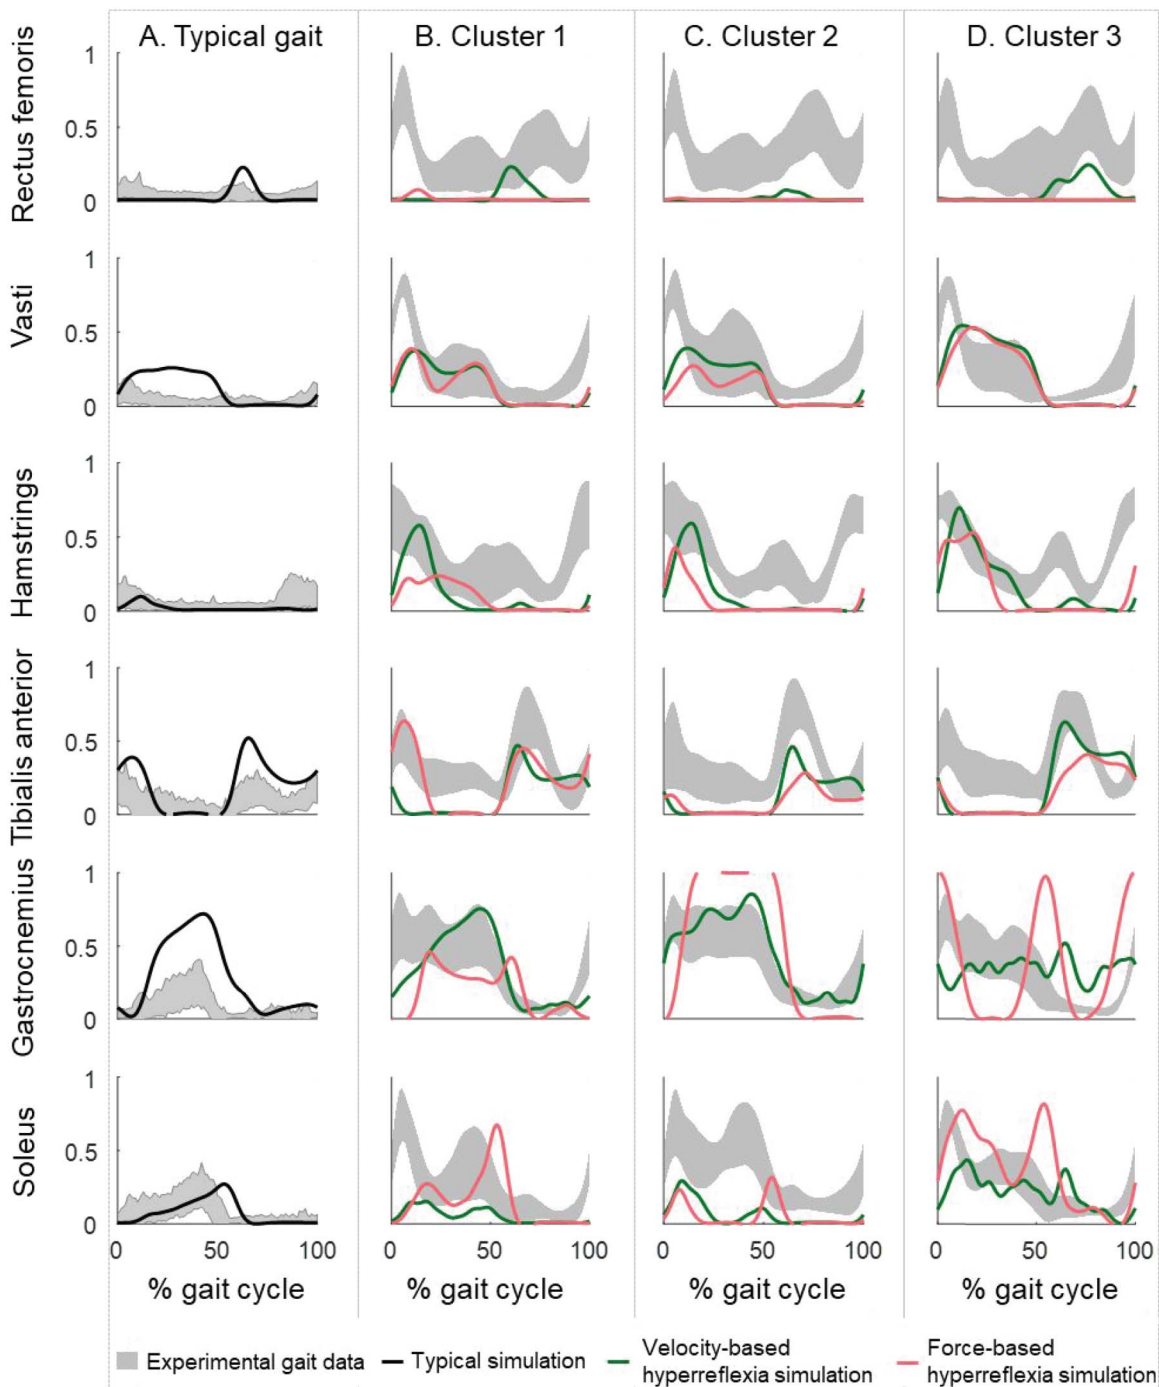 A. Typical gait
B. Cluster 1
C. Cluster 2
D. Cluster 3
Rectus femoris
1
0.5
0
Vasti
1
0.5
0
Hamstrings
1
0.5
0
Tibialis anterior
1
0.5
0
Gastrocnemius
1
0.5
0
Soleus
1
0.5
0
0 50 100
0 50
0 50 100
0 50 100
% gait cycle
% gait cycle
% gait cycle
% gait cycle
Experimental gait data
Typical simulation
Velocity-based
hyperreflexia simulation
Force-based
hyperreflexia simulation